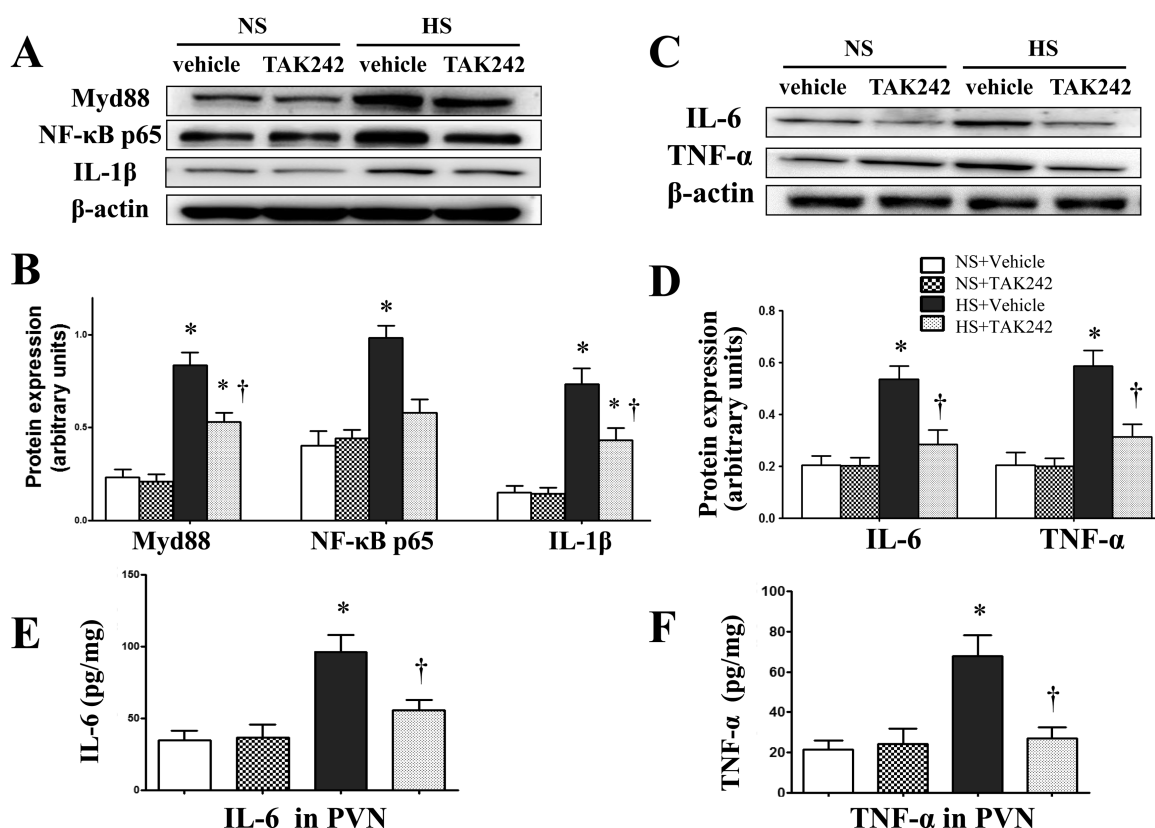 A
NS HS
vehicle TAK242 vehicle TAK242
Myd88
NF-κB p65
IL-1β
β-actin
C
NS HS
vehicle TAK242 vehicle TAK242
IL-6
TNF-α
β-actin
B
Protein expression
(arbitrary units)
1.0
0.5
0.0
* * † * * * †
Myd88 NF-κB p65 IL-1β
D
NS+Vehicle
NS+TAK242
HS+Vehicle
HS+TAK242
Protein expression
(arbitrary units)
0.8
0.6
0.4
0.2
0.0
* † * †
IL-6 TNF-α
E
IL-6 (pg/mg)
150
100
50
0
* †
IL-6 in PVN
F
TNF-α (pg/mg)
100
80
60
40
20
0
* †
TNF-α in PVN